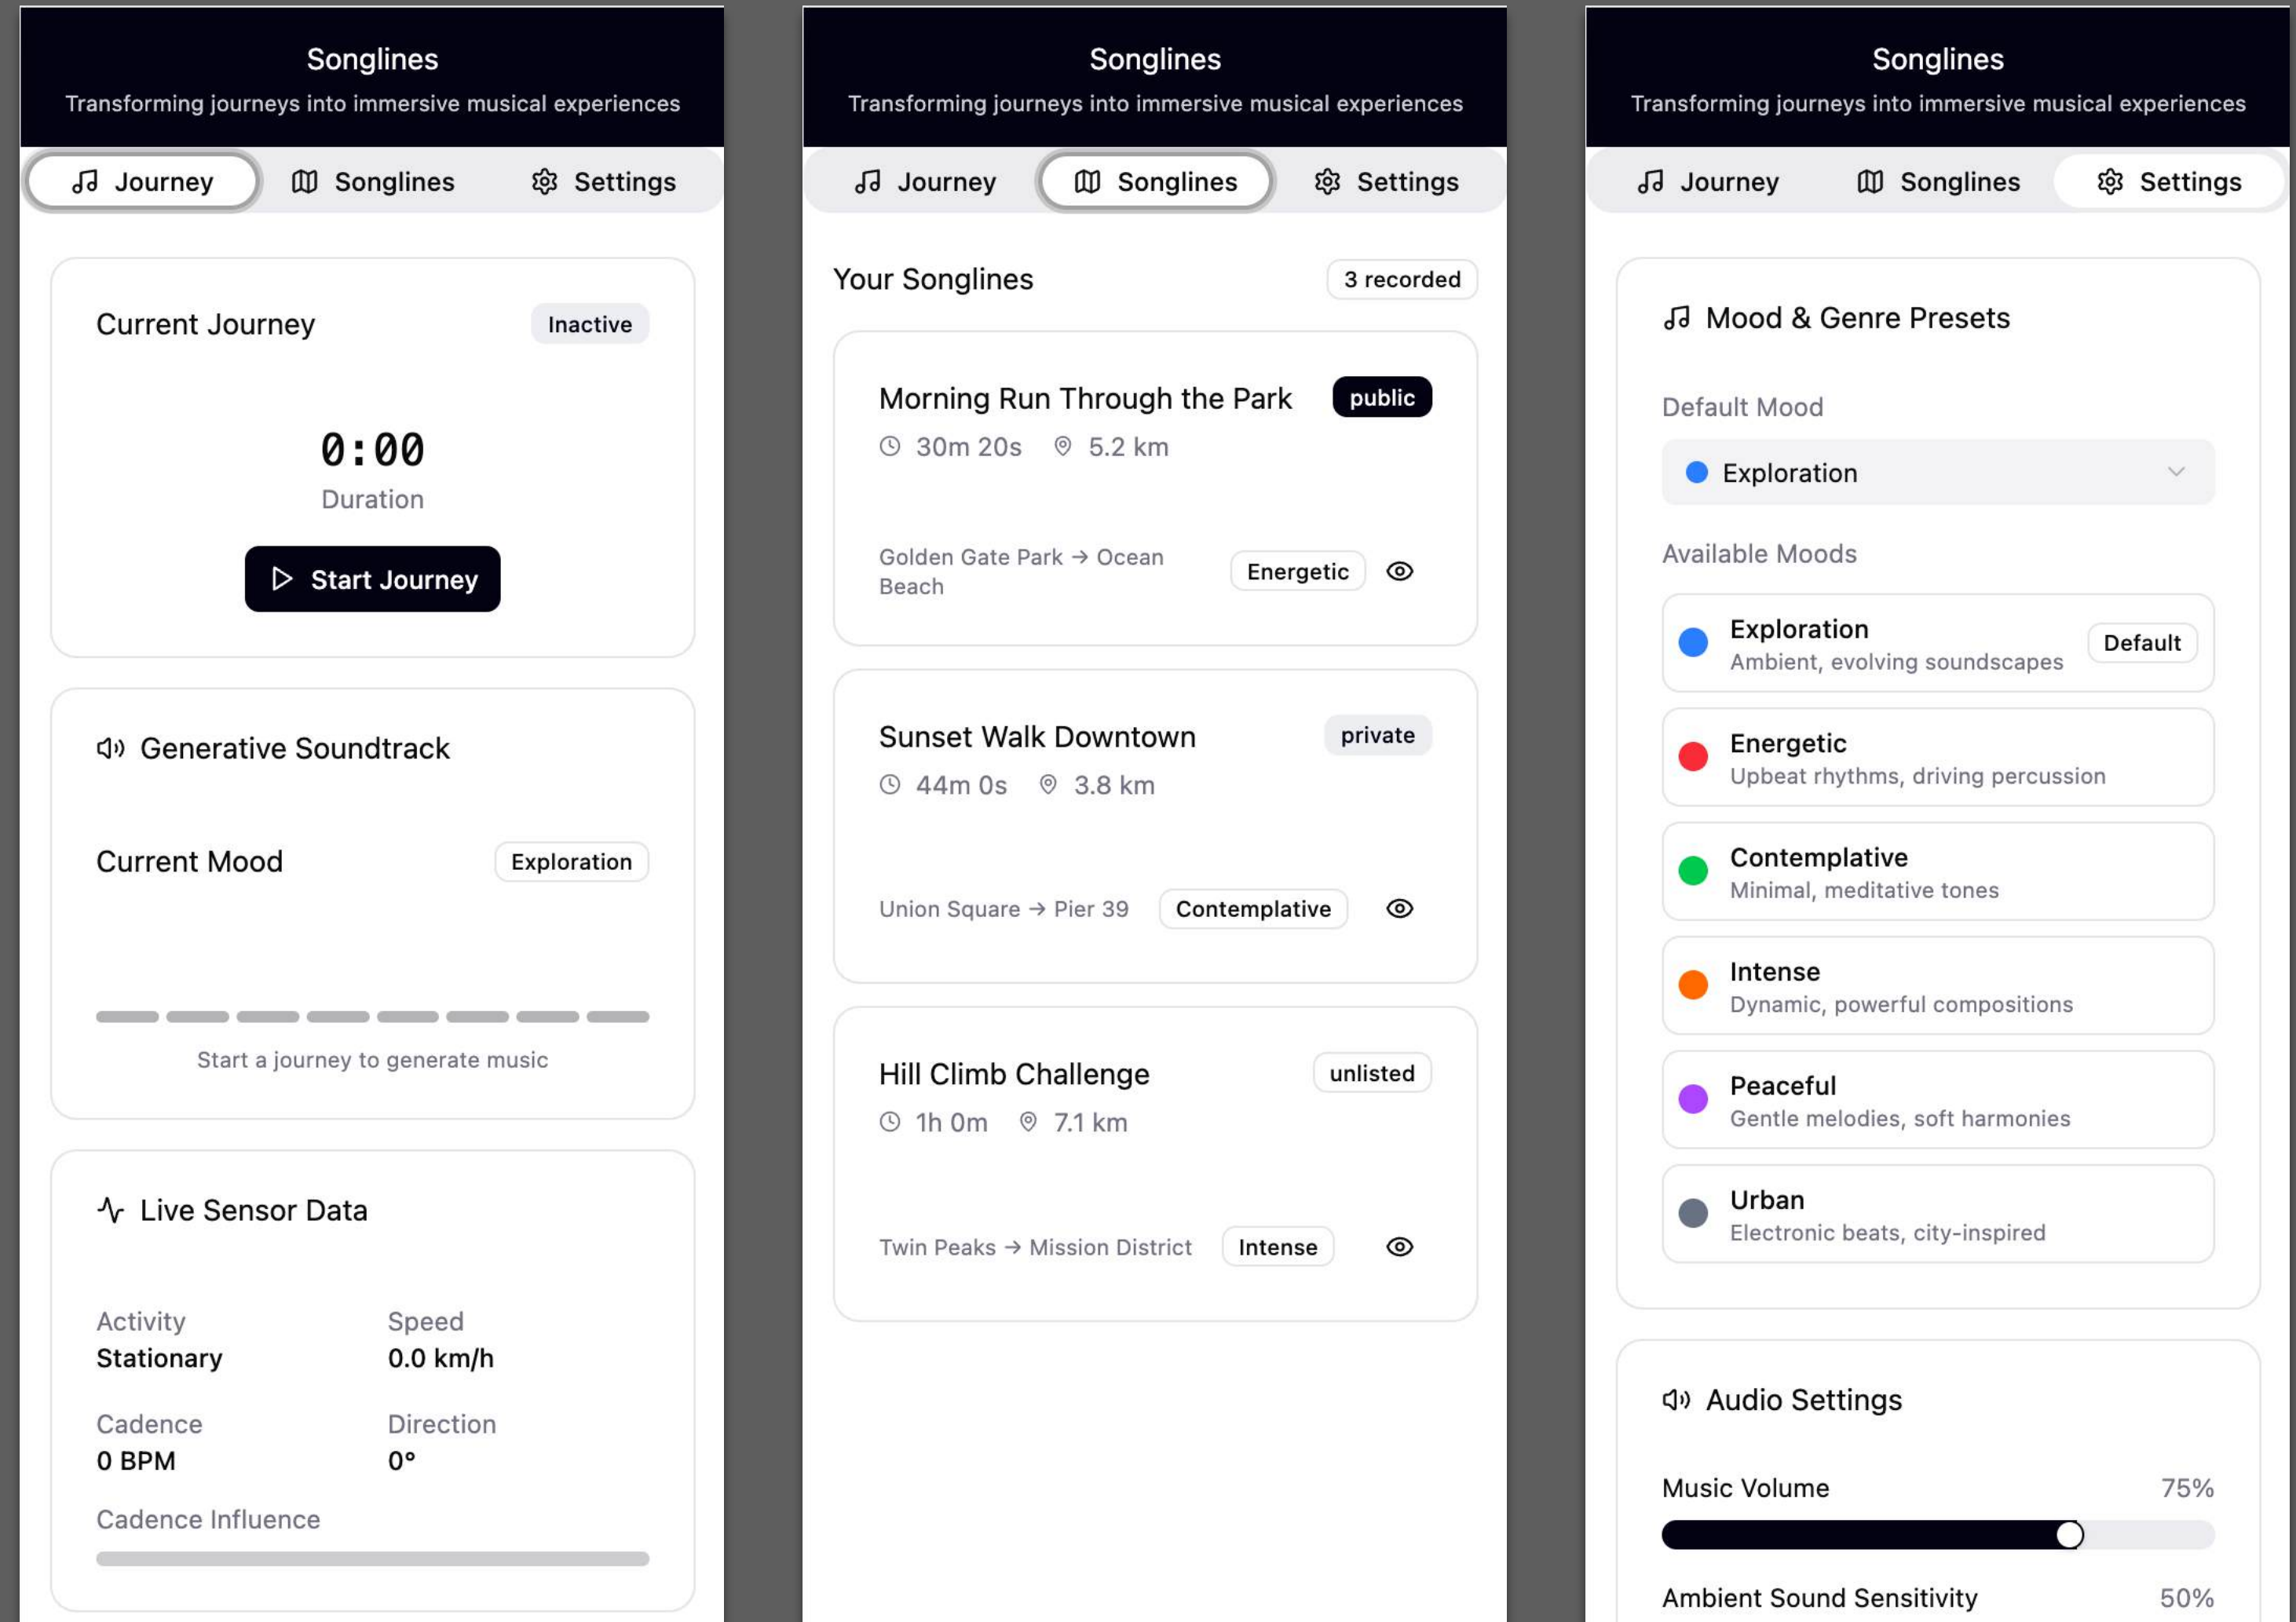 Songlines
Transforming journeys into immersive musical experiences
Journey
Songlines
Settings
Current Journey
Inactive
0:00
Duration
Start Journey
Generative Soundtrack
Current Mood
Exploration
Start a journey to generate music
Live Sensor Data
Activity
Speed
Stationary
0.0 km/h
Cadence
Direction
0 BPM
0°
Cadence Influence
Songlines
Transforming journeys into immersive musical experiences
Journey
Songlines
Settings
Your Songlines
3 recorded
Morning Run Through the Park
public
30m 20s
5.2 km
Golden Gate Park → Ocean
Beach
Energetic
Sunset Walk Downtown
private
44m 0s
3.8 km
Union Square → Pier 39
Contemplative
Hill Climb Challenge
unlisted
1h 0m
7.1 km
Twin Peaks → Mission District
Intense
Songlines
Transforming journeys into immersive musical experiences
Journey
Songlines
Settings
Mood & Genre Presets
Default Mood
Exploration
Available Moods
Exploration
Ambient, evolving soundscapes
Default
Energetic
Upbeat rhythms, driving percussion
Contemplative
Minimal, meditative tones
Intense
Dynamic, powerful compositions
Peaceful
Gentle melodies, soft harmonies
Urban
Electronic beats, city-inspired
Audio Settings
Music Volume
75%
Ambient Sound Sensitivity
50%